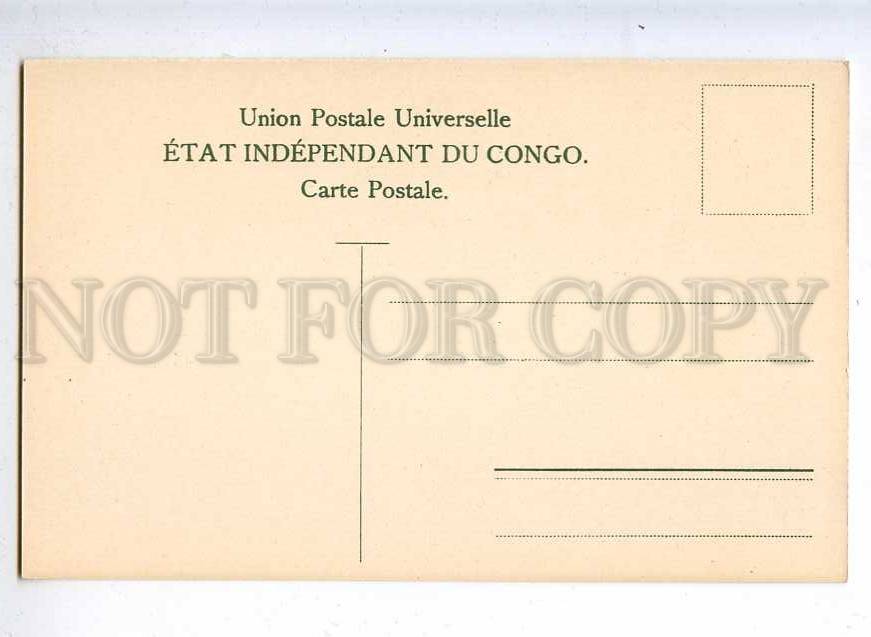 Union Postale Universelle
ÉTAT INDÉPENDANT DU CONGO.
Carte Postale.
NOT FOR COPY